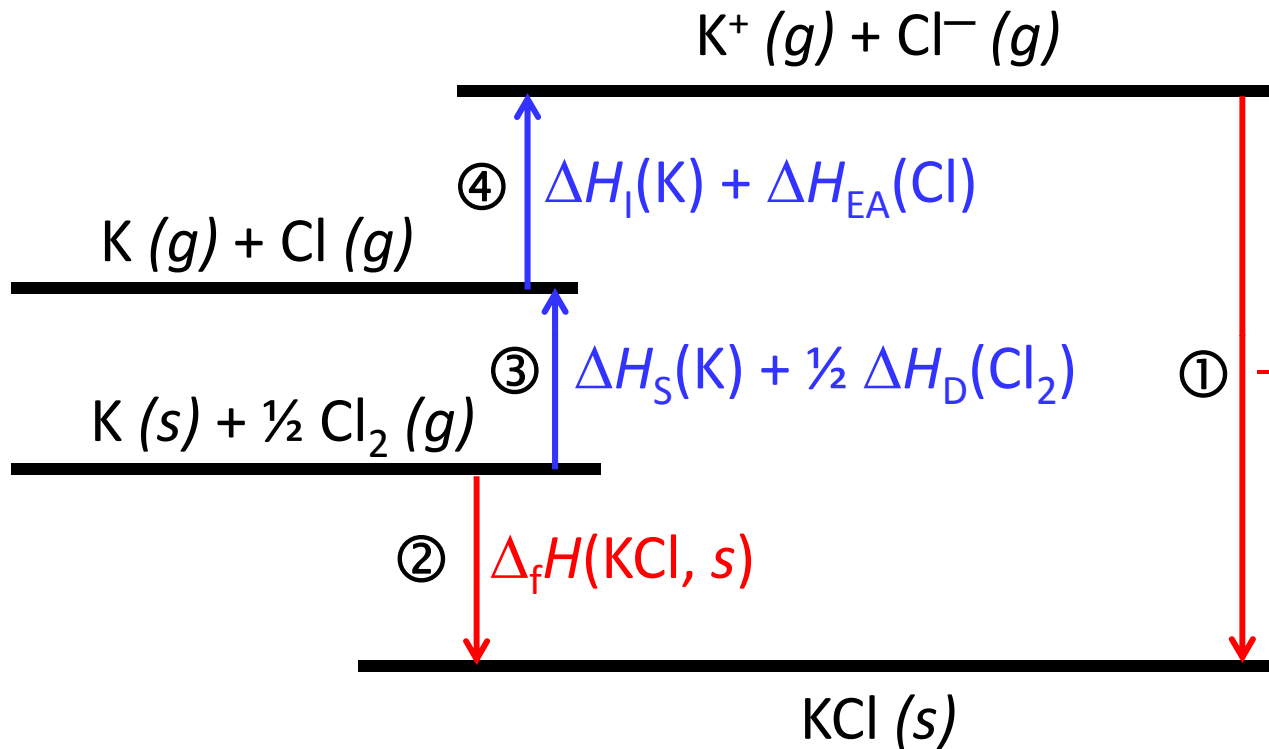 K⁺ (g) + Cl⁻ (g)
④ ΔH_I(K) + ΔH_EA(Cl)
K (g) + Cl (g)
③ ΔH_S(K) + ½ ΔH_D(Cl₂)
①
K (s) + ½ Cl₂ (g)
② Δ_fH(KCl, s)
KCl (s)